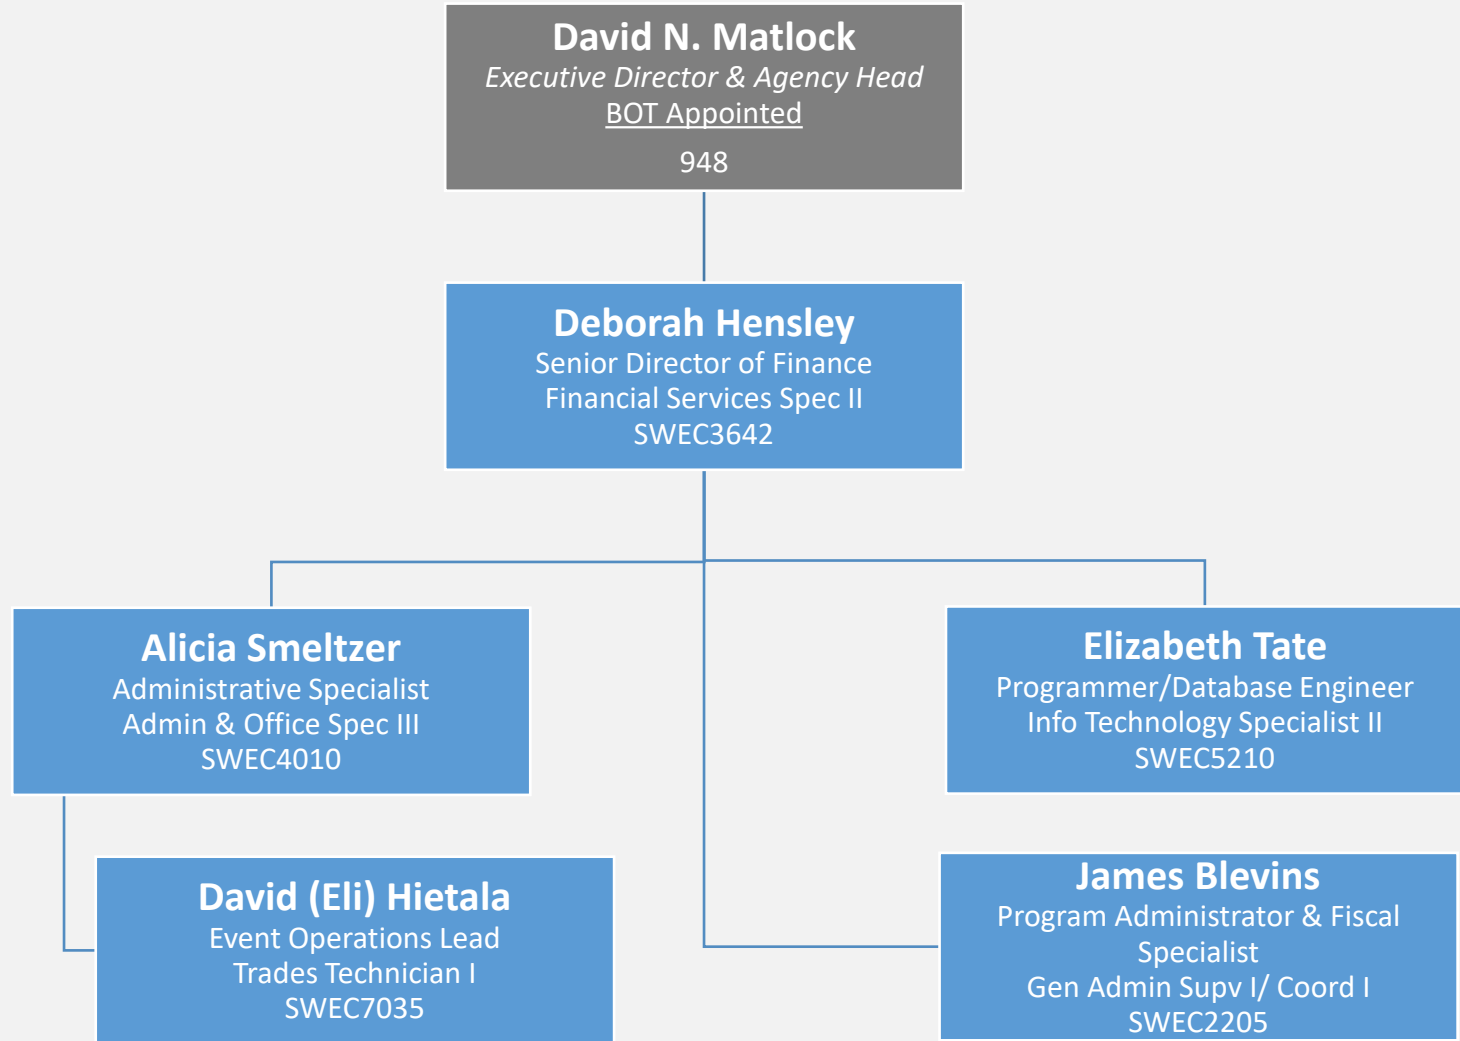 David N. Matlock
Executive Director & Agency Head
BOT Appointed
948
Deborah Hensley
Senior Director of Finance
Financial Services Spec II
SWEC3642
Alicia Smeltzer
Administrative Specialist
Admin & Office Spec III
SWEC4010
Elizabeth Tate
Programmer/Database Engineer
Info Technology Specialist II
SWEC5210
David (Eli) Hietala
Event Operations Lead
Trades Technician I
SWEC7035
James Blevins
Program Administrator & Fiscal
Specialist
Gen Admin Supv I/ Coord I
SWEC2205